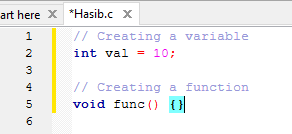 art here *Hasib.c
1 // Creating a variable
2 int val = 10;
3
4 // Creating a function
5 void func() {}
6